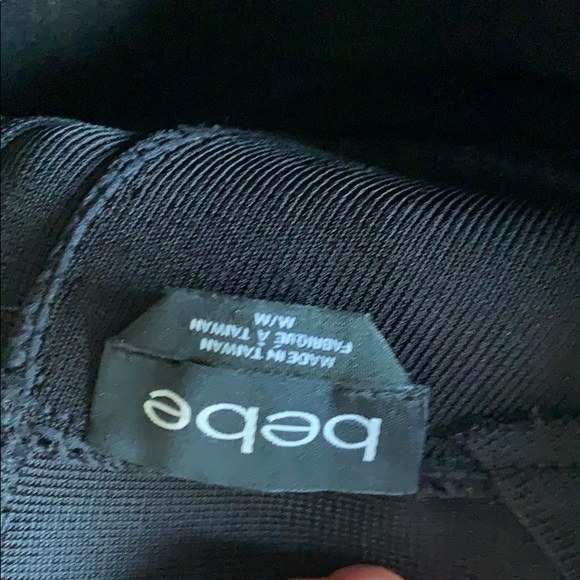 bebe
MADE IN TAIWAN
FABRIQUÉ À TAIWAN
M/M